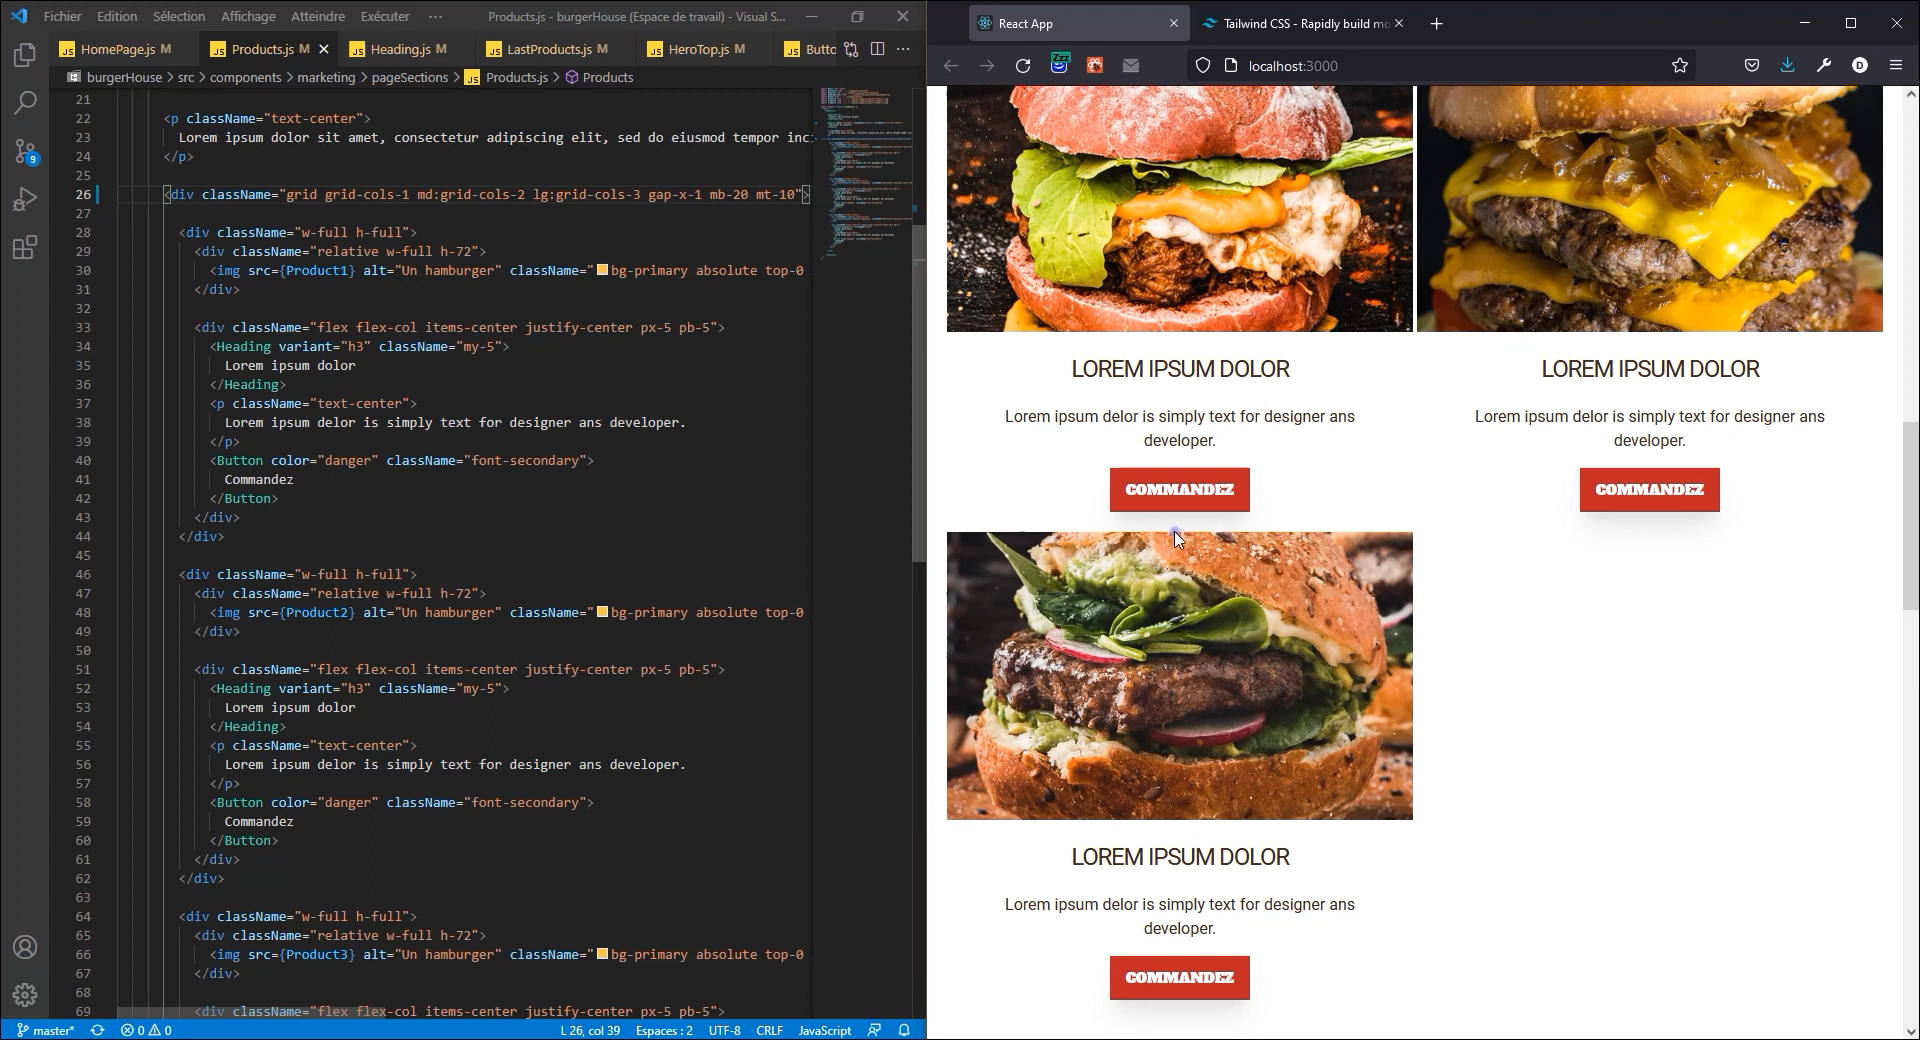 Fichier Edition Sélection Affichage Atteindre Exécuter ··· Products.js - burgerHouse (Espace de travail) - Visual S...
HomePage.js M Products.js M Heading.js M LastProducts.js M HeroTop.js M Butto
burgerHouse > src > components > marketing > pageSections > Products.js > Products
21
22 <p className="text-center">
23 Lorem ipsum dolor sit amet, consectetur adipiscing elit, sed do eiusmod tempor inci
24 </p>
25
26 <div className="grid grid-cols-1 md:grid-cols-2 lg:grid-cols-3 gap-x-1 mb-20 mt-10">
27
28 <div className="w-full h-full">
29 <div className="relative w-full h-72">
30 <img src={Product1} alt="Un hamburger" className="bg-primary absolute top-0
31 </div>
32
33 <div className="flex flex-col items-center justify-center px-5 pb-5">
34 <Heading variant="h3" className="my-5">
35 Lorem ipsum dolor
36 </Heading>
37 <p className="text-center">
38 Lorem ipsum delor is simply text for designer ans developer.
39 </p>
40 <Button color="danger" className="font-secondary">
41 Commandez
42 </Button>
43 </div>
44 </div>
45
46 <div className="w-full h-full">
47 <div className="relative w-full h-72">
48 <img src={Product2} alt="Un hamburger" className="bg-primary absolute top-0
49 </div>
50
51 <div className="flex flex-col items-center justify-center px-5 pb-5">
52 <Heading variant="h3" className="my-5">
53 Lorem ipsum dolor
54 </Heading>
55 <p className="text-center">
56 Lorem ipsum delor is simply text for designer ans developer.
57 </p>
58 <Button color="danger" className="font-secondary">
59 Commandez
60 </Button>
61 </div>
62 </div>
63
64 <div className="w-full h-full">
65 <div className="relative w-full h-72">
66 <img src={Product3} alt="Un hamburger" className="bg-primary absolute top-0
67 </div>
68
69 <div className="flex flex-col items-center justify-center px-5 pb-5">
9
master* 0 0 L 26, col 39 Espaces : 2 UTF-8 CRLF JavaScript
React App Tailwind CSS - Rapidly build mo
zzz localhost:3000 D
LOREM IPSUM DOLOR
Lorem ipsum delor is simply text for designer ans
developer.
COMMANDEZ
LOREM IPSUM DOLOR
Lorem ipsum delor is simply text for designer ans
developer.
COMMANDEZ
LOREM IPSUM DOLOR
Lorem ipsum delor is simply text for designer ans
developer.
COMMANDEZ